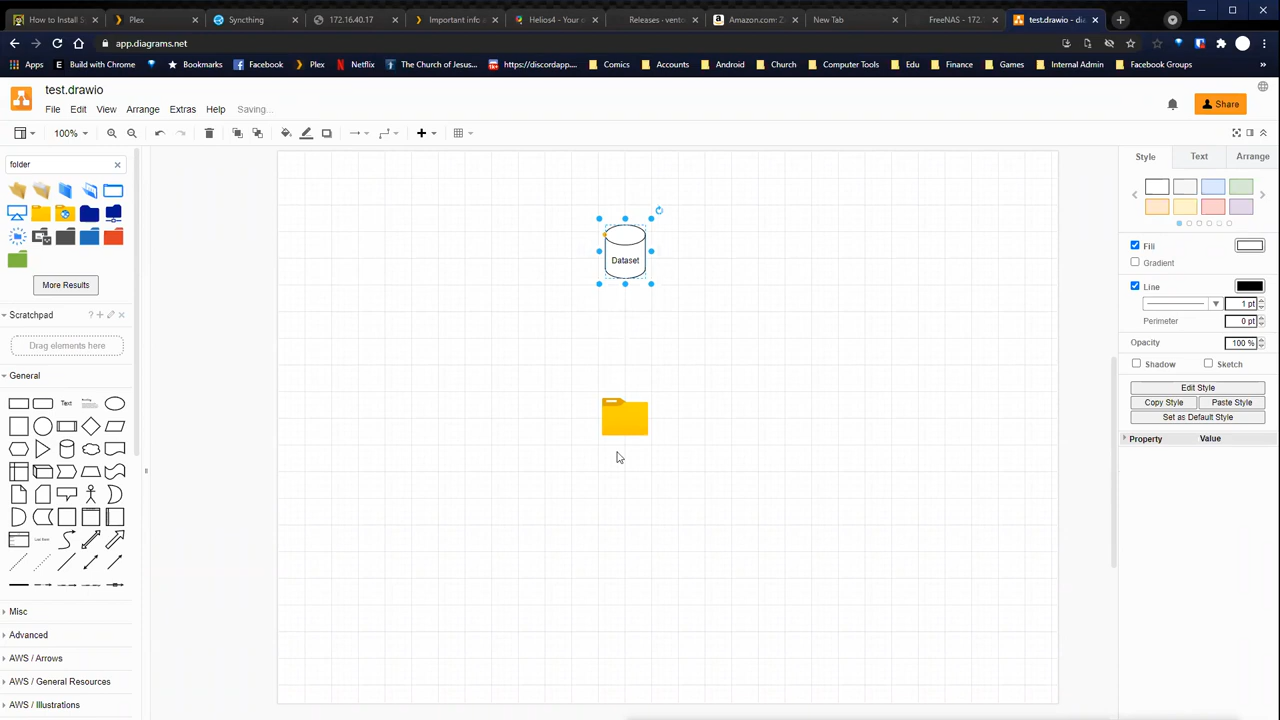 How to Install S
Plex
Syncthing
172.16.40.17
Important info a
Helios4 - Your o
Releases · vento
Amazon.com: Z
New Tab
FreeNAS - 172.
test.drawio - dia
app.diagrams.net
Apps
Build with Chrome
Bookmarks
Facebook
Plex
Netflix
The Church of Jesus...
https://discordapp....
Comics
Accounts
Android
Church
Computer Tools
Edu
Finance
Games
Internal Admin
Facebook Groups
»
test.drawio
File Edit View Arrange Extras Help Saving...
Share
100%
folder
More Results
Scratchpad
Drag elements here
General
Text
Misc
Advanced
AWS / Arrows
AWS / General Resources
AWS / Illustrations
Dataset
Style Text Arrange
Fill
Gradient
Line
1 pt
Perimeter 0 pt
Opacity 100 %
Shadow Sketch
Edit Style
Copy Style Paste Style
Set as Default Style
Property Value